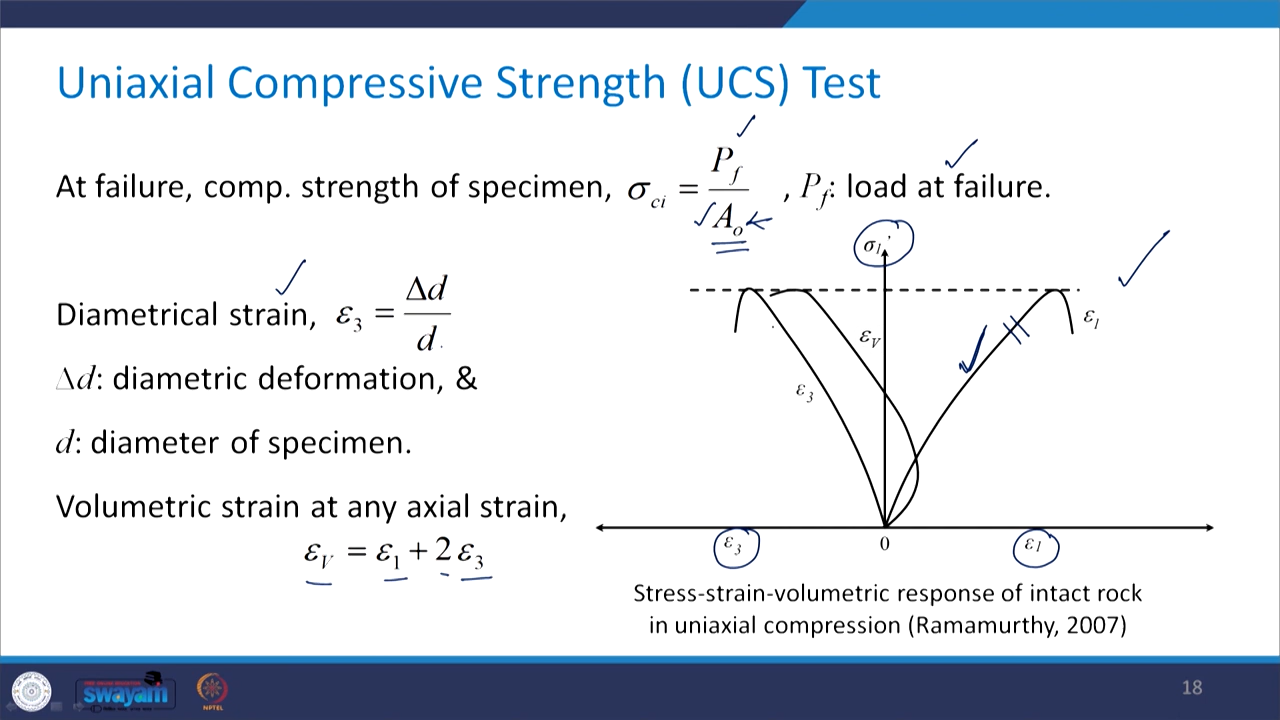 Uniaxial Compressive Strength (UCS) Test
At failure, comp. strength of specimen, σci = Pf / Ao , Pf: load at failure.
Diametrical strain, ε3 = Δd / d
Δd: diametric deformation, &
d: diameter of specimen.
Volumetric strain at any axial strain,
εV = ε1 + 2 ε3
σ1
ε1
εV
ε3
ε3
0
ε1
Stress-strain-volumetric response of intact rock
in uniaxial compression (Ramamurthy, 2007)
swayam
NPTEL
18